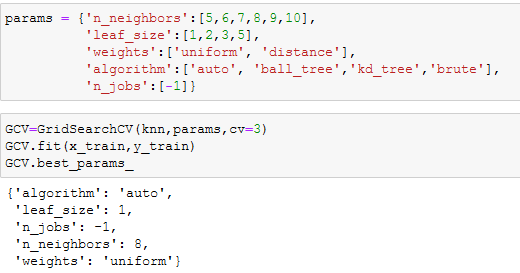 params = {'n_neighbors':[5,6,7,8,9,10],
'leaf_size':[1,2,3,5],
'weights':['uniform', 'distance'],
'algorithm':['auto', 'ball_tree','kd_tree','brute'],
'n_jobs':[-1]}
GCV=GridSearchCV(knn,params,cv=3)
GCV.fit(x_train,y_train)
GCV.best_params_
{'algorithm': 'auto',
'leaf_size': 1,
'n_jobs': -1,
'n_neighbors': 8,
'weights': 'uniform'}